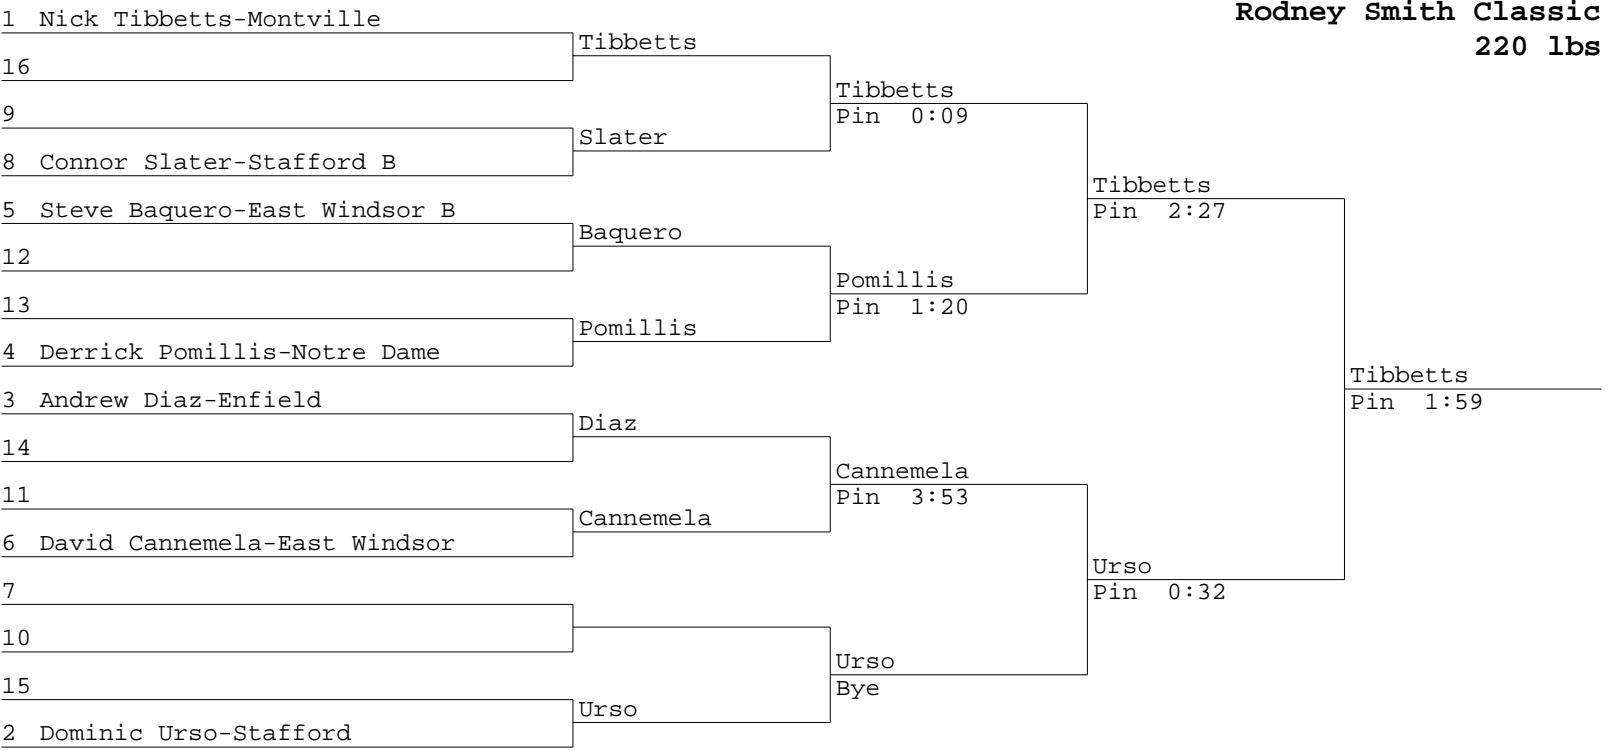 Rodney Smith Classic
220 lbs
1 Nick Tibbetts-Montville
Tibbetts
16
Tibbetts
Pin 0:09
9
Slater
8 Connor Slater-Stafford B
Tibbetts
Pin 2:27
5 Steve Baquero-East Windsor B
Baquero
12
Pomillis
Pin 1:20
13
Pomillis
4 Derrick Pomillis-Notre Dame
Tibbetts
Pin 1:59
3 Andrew Diaz-Enfield
Diaz
14
Cannemela
Pin 3:53
11
Cannemela
6 David Cannemela-East Windsor
Urso
Pin 0:32
7
10
Urso
Bye
15
Urso
2 Dominic Urso-Stafford